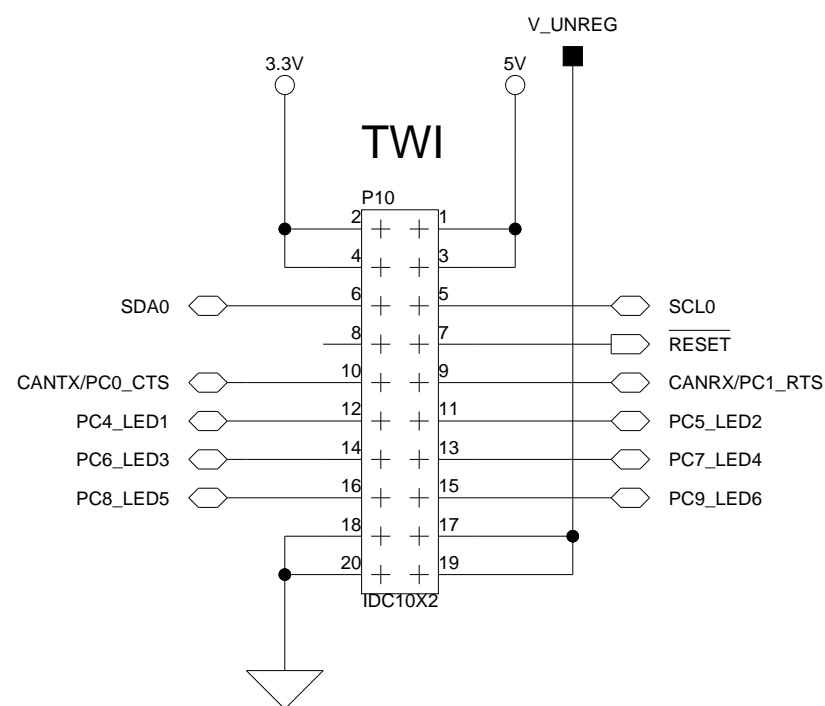 V_UNREG
3.3V 5V
TWI
P10
2 1
4 3
SDA0 6 5 SCL0
8 7 RESET
CANTX/PC0_CTS 10 9 CANRX/PC1_RTS
PC4_LED1 12 11 PC5_LED2
PC6_LED3 14 13 PC7_LED4
PC8_LED5 16 15 PC9_LED6
18 17
20 19
IDC10X2